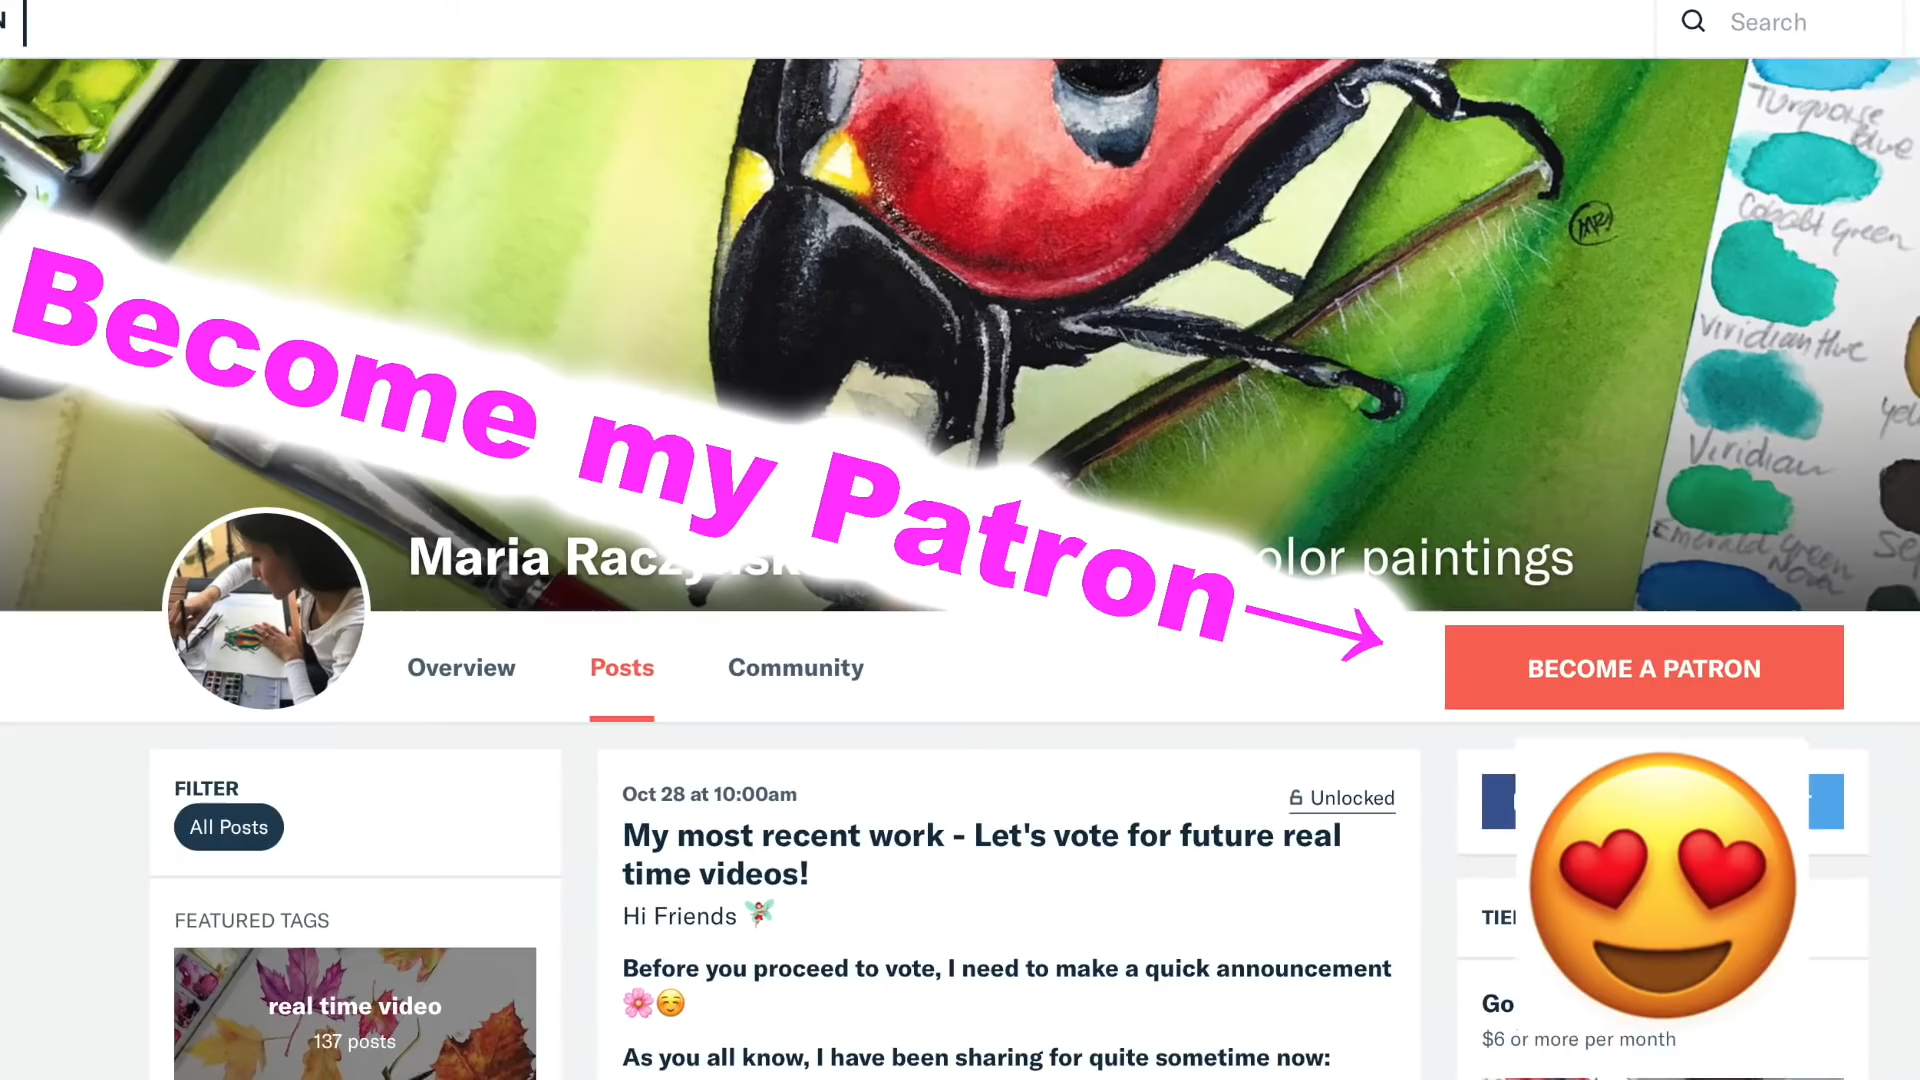 Search
Turquoise
Blue
Cobalt Green
Viridian Hue
Viridian
Emerald Green
Nova
Become my Patron→
Maria
color paintings
Overview
Posts
Community
BECOME A PATRON
FILTER
All Posts
FEATURED TAGS
real time video
137 posts
Oct 28 at 10:00am
Unlocked
My most recent work - Let's vote for future real
time videos!
Hi Friends 🧚
Before you proceed to vote, I need to make a quick announcement
🌸☺️
As you all know, I have been sharing for quite sometime now:
$6 or more per month